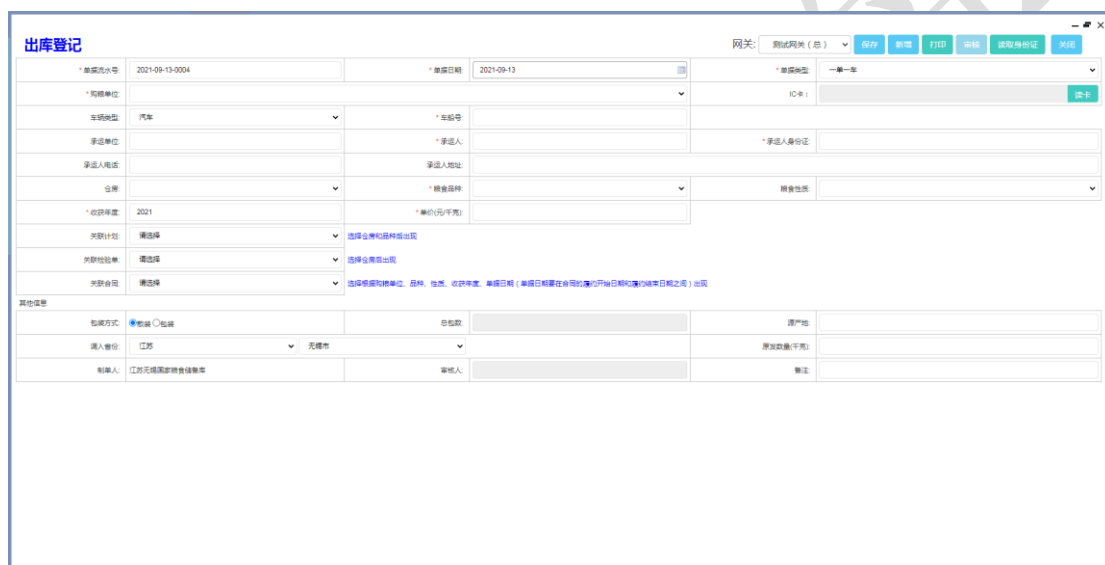 出库登记 网关: 测试网关(总) 保存 新增 打印 审核 读取身份证 关闭
*单据流水号: 2021-09-13-0004 *单据日期: 2021-09-13 *单据类型: 一单一车
*购粮单位: IC卡: 读卡
车辆类型: 汽车 *车船号:
承运单位: *承运人: *承运人身份证:
承运人电话: 承运人地址:
仓房: *粮食品种: 粮食性质:
*收获年度: 2021 *单价(元/千克):
关联计划: 请选择 选择仓房和品种后出现
关联检验单: 请选择 选择仓房后出现
关联合同: 请选择 选择根据购粮单位、品种、性质、收获年度、单据日期(单据日期要在合同的履约开始日期和履约结束日期之间)出现
其他信息
包装方式: 散装 包装 总包数: 源产地:
调入省份: 江苏 无锡市 原发数量(千克):
制单人: 江苏无锡国家粮食储备库 审核人: 备注: